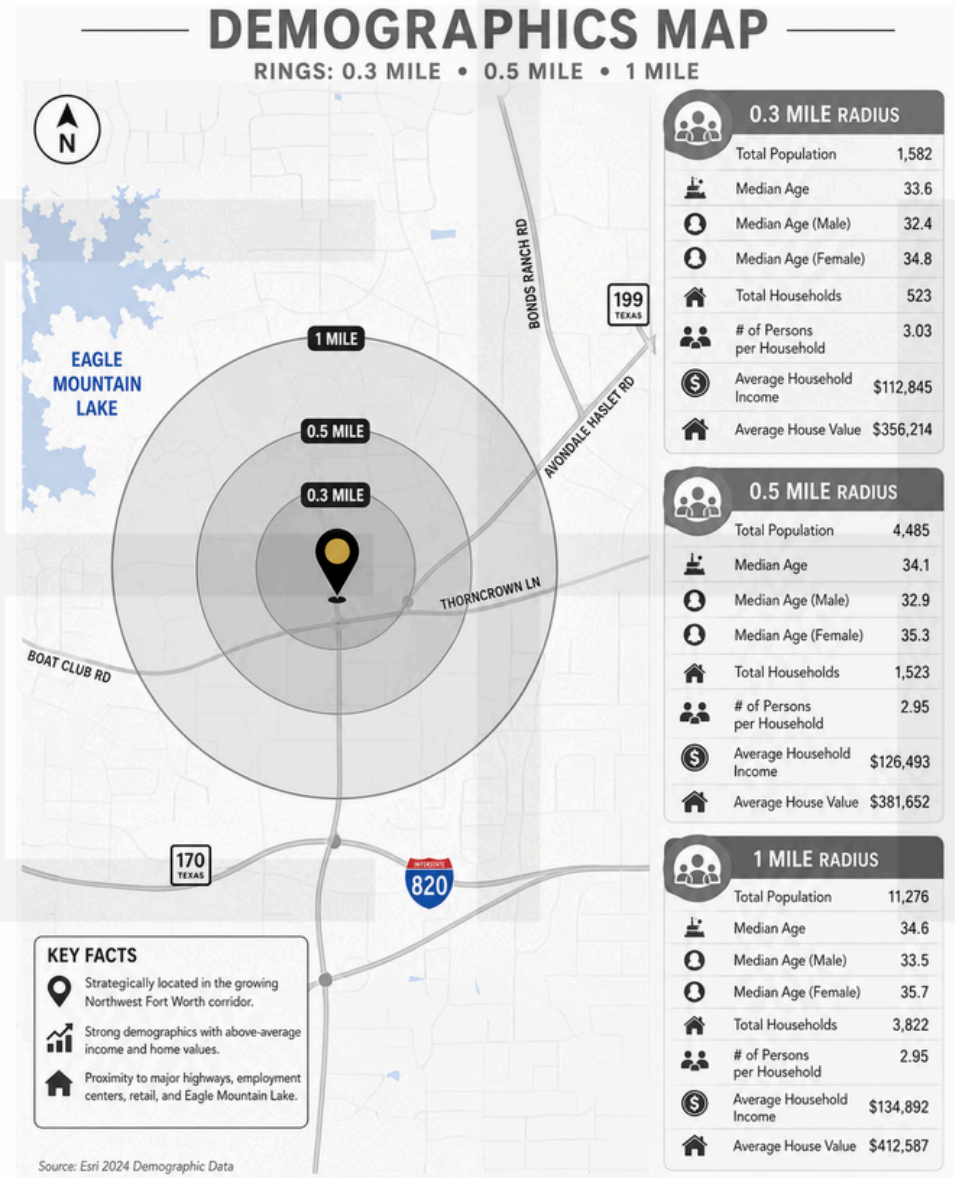 DEMOGRAPHICS MAP
RINGS: 0.3 MILE • 0.5 MILE • 1 MILE
N
BONDS RANCH RD
199
TEXAS
1 MILE
EAGLE
MOUNTAIN
LAKE
0.5 MILE
AVONDALE HASLET RD
0.3 MILE
THORNCROWN LN
BOAT CLUB RD
170
TEXAS
INTERSTATE
820
KEY FACTS
Strategically located in the growing
Northwest Fort Worth corridor.
Strong demographics with above-average
income and home values.
Proximity to major highways, employment
centers, retail, and Eagle Mountain Lake.
Source: Esri 2024 Demographic Data
0.3 MILE RADIUS
Total Population 1,582
Median Age 33.6
Median Age (Male) 32.4
Median Age (Female) 34.8
Total Households 523
# of Persons 3.03
per Household
Average Household
Income $112,845
Average House Value $356,214
0.5 MILE RADIUS
Total Population 4,485
Median Age 34.1
Median Age (Male) 32.9
Median Age (Female) 35.3
Total Households 1,523
# of Persons 2.95
per Household
Average Household
Income $126,493
Average House Value $381,652
1 MILE RADIUS
Total Population 11,276
Median Age 34.6
Median Age (Male) 33.5
Median Age (Female) 35.7
Total Households 3,822
# of Persons 2.95
per Household
Average Household
Income $134,892
Average House Value $412,587